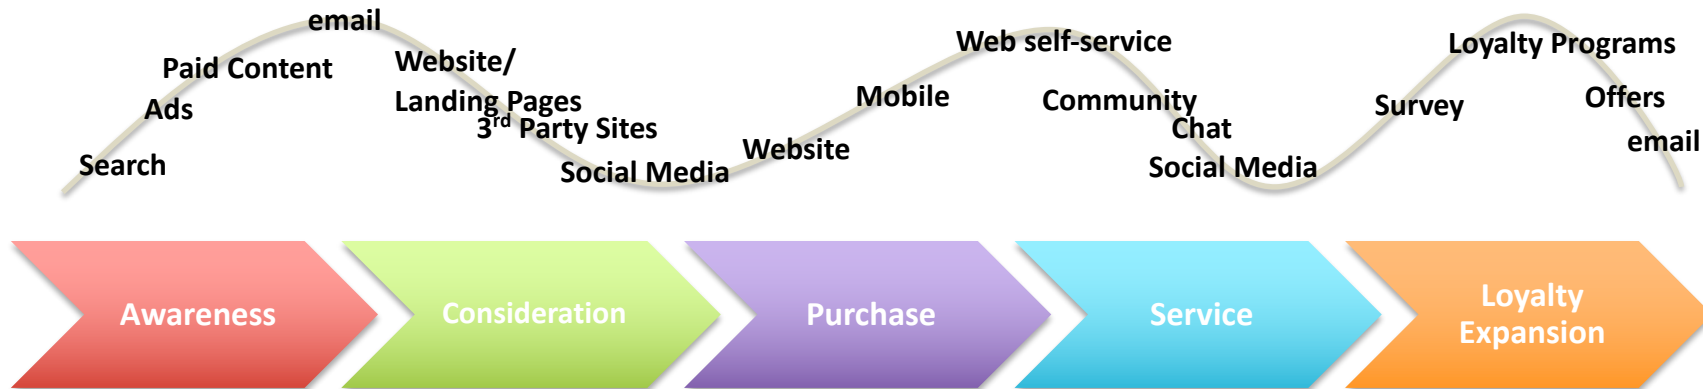 email
Paid Content
Ads
Search
Website/
Landing Pages
3rd Party Sites
Social Media
Website
Mobile
Web self-service
Community
Chat
Social Media
Survey
Loyalty Programs
Offers
email
Awareness
Consideration
Purchase
Service
Loyalty
Expansion